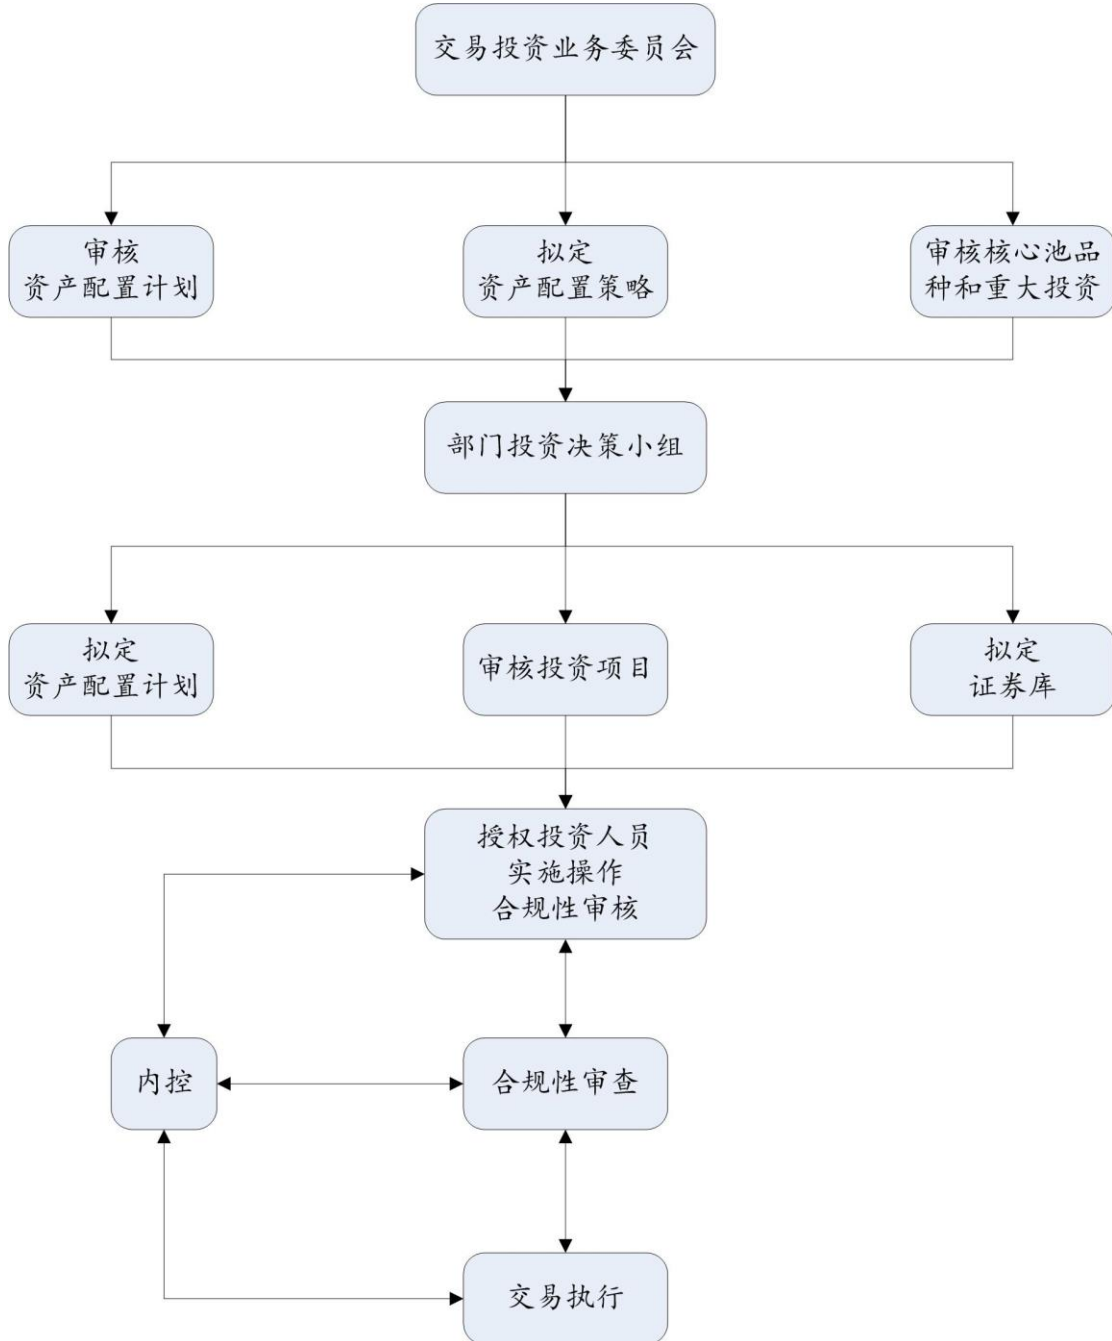 交易投资业务委员会
审核
资产配置计划
拟定
资产配置策略
审核核心池品
种和重大投资
部门投资决策小组
拟定
资产配置计划
审核投资项目
拟定
证券库
授权投资人员
实施操作
合规性审核
内控
合规性审查
交易执行